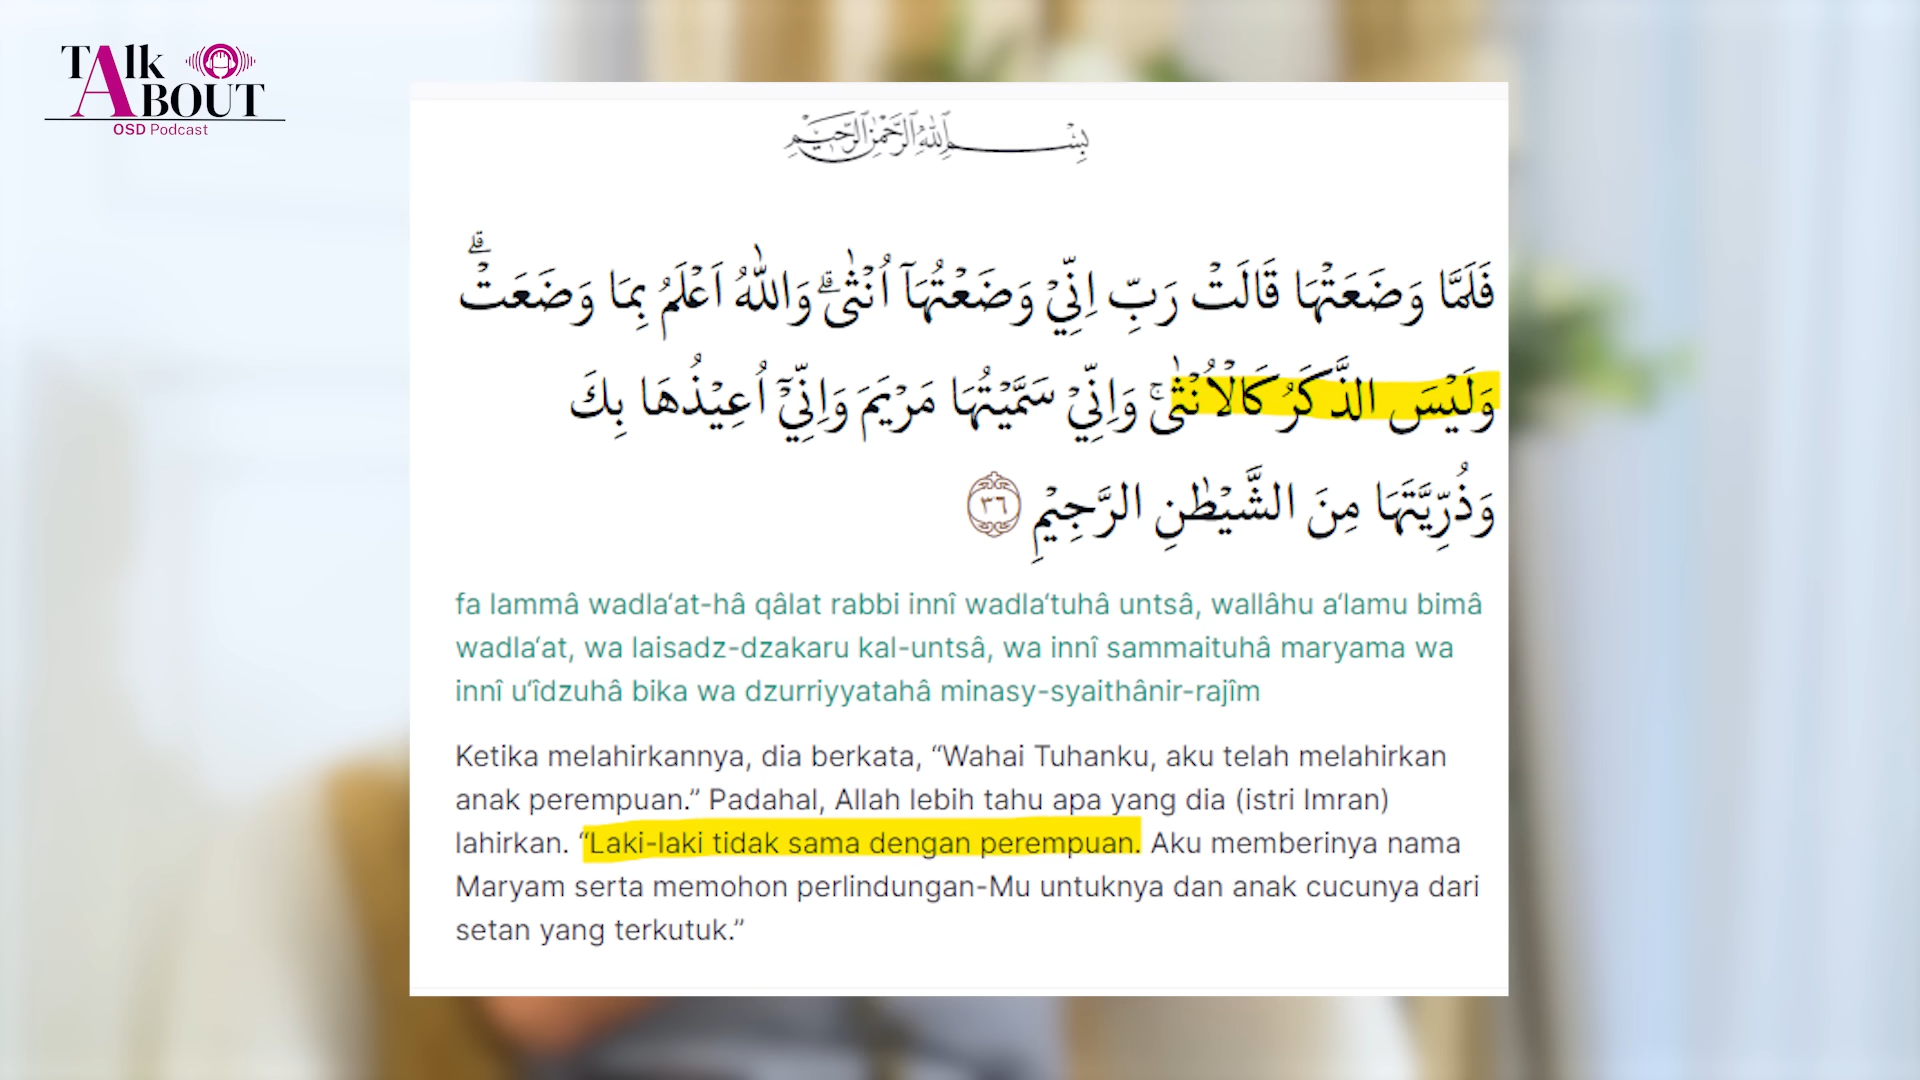 TAlk
ABOUT
OSD Podcast
بِسْمِ اللّٰهِ الرَّحْمٰنِ الرَّحِيْمِ
فَلَمَّا وَضَعَتْهَا قَالَتْ رَبِّ اِنِّيْ وَضَعْتُهَآ اُنْثٰىۗ وَاللّٰهُ اَعْلَمُ بِمَا وَضَعَتْۗ
وَلَيْسَ الذَّكَرُ كَالْاُنْثٰىۚ وَاِنِّيْ سَمَّيْتُهَا مَرْيَمَ وَاِنِّيْٓ اُعِيْذُهَا بِكَ
وَذُرِّيَّتَهَا مِنَ الشَّيْطٰنِ الرَّجِيْمِ ٣٦
fa lammâ wadla‘at-hâ qâlat rabbi innî wadla‘tuhâ untsâ, wallâhu a‘lamu bimâ
wadla‘at, wa laisadz-dzakaru kal-untsâ, wa innî sammaituhâ maryama wa
innî u‘îdzuhâ bika wa dzurriyyatahâ minasy-syaithânir-rajîm
Ketika melahirkannya, dia berkata, “Wahai Tuhanku, aku telah melahirkan
anak perempuan.” Padahal, Allah lebih tahu apa yang dia (istri Imran)
lahirkan. “Laki-laki tidak sama dengan perempuan. Aku memberinya nama
Maryam serta memohon perlindungan-Mu untuknya dan anak cucunya dari
setan yang terkutuk.”